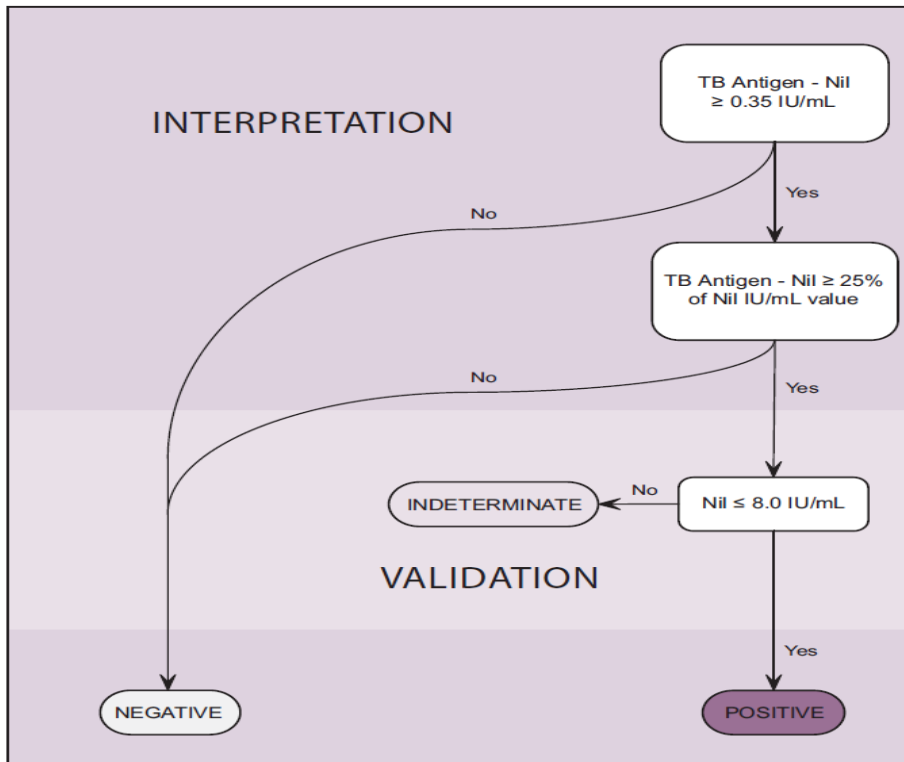 TB Antigen - Nil
≥ 0.35 IU/mL
INTERPRETATION
Yes
No
TB Antigen - Nil ≥ 25%
of Nil IU/mL value
No
Yes
INDETERMINATE
No
Nil ≤ 8.0 IU/mL
VALIDATION
Yes
NEGATIVE
POSITIVE